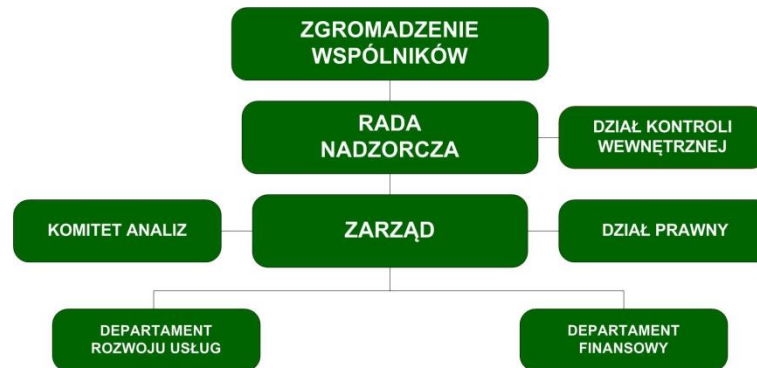 ZGROMADZENIE
WSPÓLNIKÓW
RADA
NADZORCZA
DZIAŁ KONTROLI
WEWNĘTRZNEJ
KOMITET ANALIZ
ZARZĄD
DZIAŁ PRAWNY
DEPARTAMENT
ROZWOJU USŁUG
DEPARTAMENT
FINANSOWY